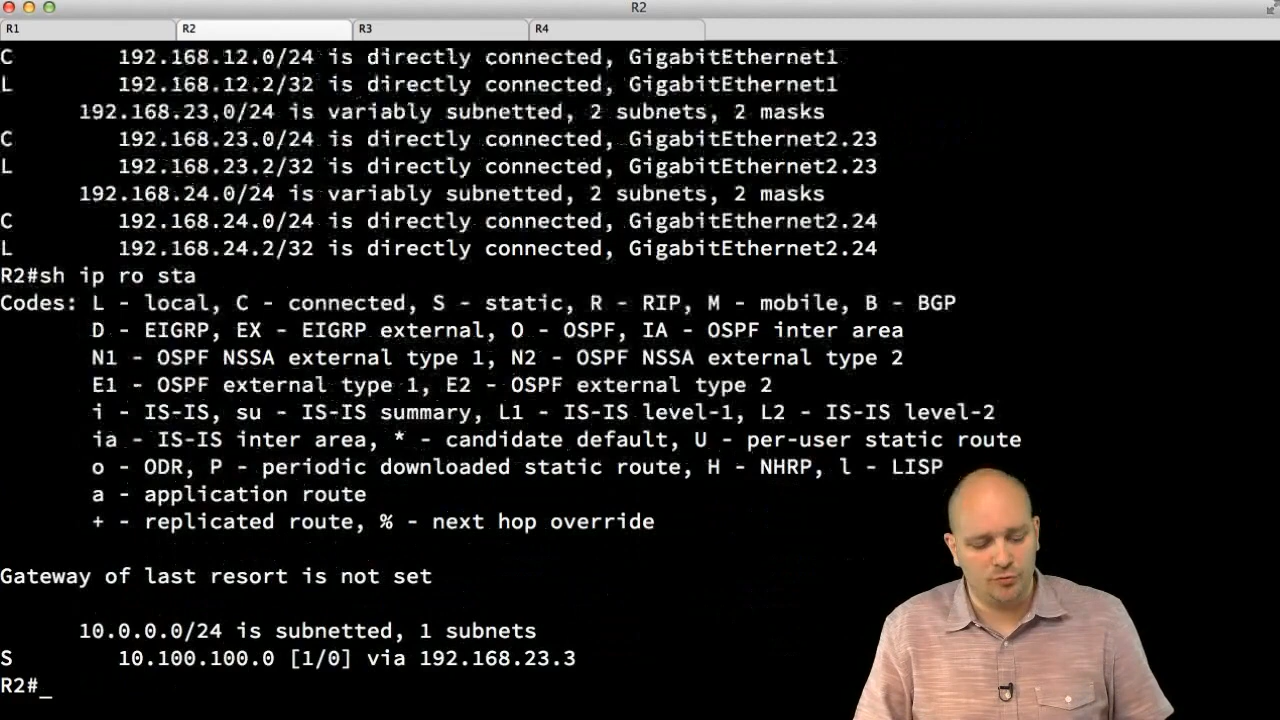 R2
R1
R2
R3
R4
C 192.168.12.0/24 is directly connected, GigabitEthernet1
L 192.168.12.2/32 is directly connected, GigabitEthernet1
192.168.23.0/24 is variably subnetted, 2 subnets, 2 masks
C 192.168.23.0/24 is directly connected, GigabitEthernet2.23
L 192.168.23.2/32 is directly connected, GigabitEthernet2.23
192.168.24.0/24 is variably subnetted, 2 subnets, 2 masks
C 192.168.24.0/24 is directly connected, GigabitEthernet2.24
L 192.168.24.2/32 is directly connected, GigabitEthernet2.24
R2#sh ip ro sta
Codes: L - local, C - connected, S - static, R - RIP, M - mobile, B - BGP
D - EIGRP, EX - EIGRP external, O - OSPF, IA - OSPF inter area
N1 - OSPF NSSA external type 1, N2 - OSPF NSSA external type 2
E1 - OSPF external type 1, E2 - OSPF external type 2
i - IS-IS, su - IS-IS summary, L1 - IS-IS level-1, L2 - IS-IS level-2
ia - IS-IS inter area, * - candidate default, U - per-user static route
o - ODR, P - periodic downloaded static route, H - NHRP, l - LISP
a - application route
+ - replicated route, % - next hop override
Gateway of last resort is not set
10.0.0.0/24 is subnetted, 1 subnets
S 10.100.100.0 [1/0] via 192.168.23.3
R2#_